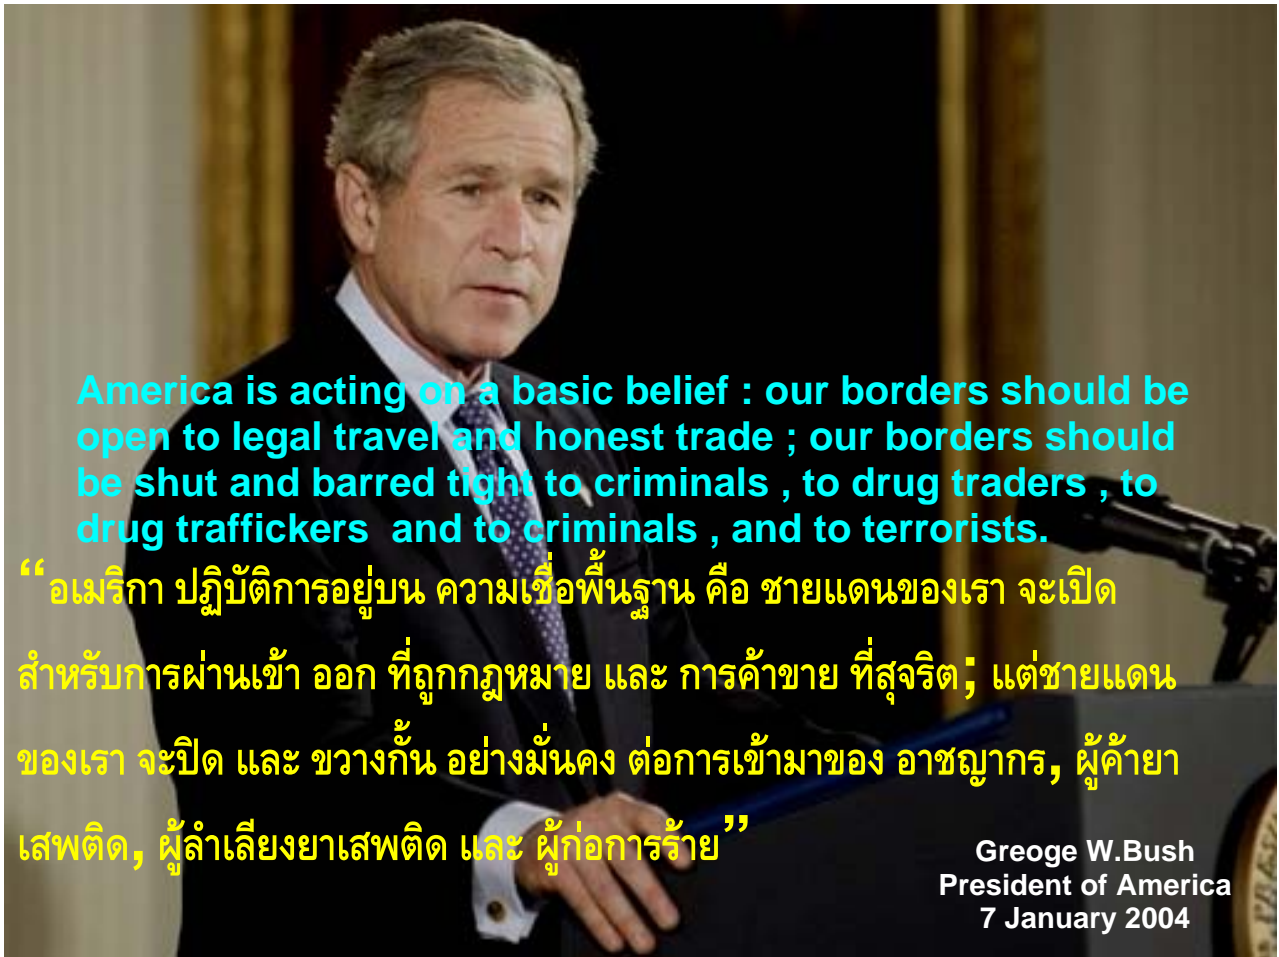 America is acting on a basic belief : our borders should be
open to legal travel and honest trade ; our borders should
be shut and barred tight to criminals , to drug traders , to
drug traffickers  and to criminals , and to terrorists.
“อเมริกา ปฏิบัติการอยู่บน ความเชื่อพื้นฐาน คือ ชายแดนของเรา จะเปิด
สำหรับการผ่านเข้า ออก ที่ถูกกฎหมาย และ การค้าขาย ที่สุจริต; แต่ชายแดน
ของเรา จะปิด และ ขวางกั้น อย่างมั่นคง ต่อการเข้ามาของ อาชญากร, ผู้ค้ายา
เสพติด, ผู้ลำเลียงยาเสพติด และ ผู้ก่อการร้าย”
Greoge W.Bush
President of America
7 January 2004